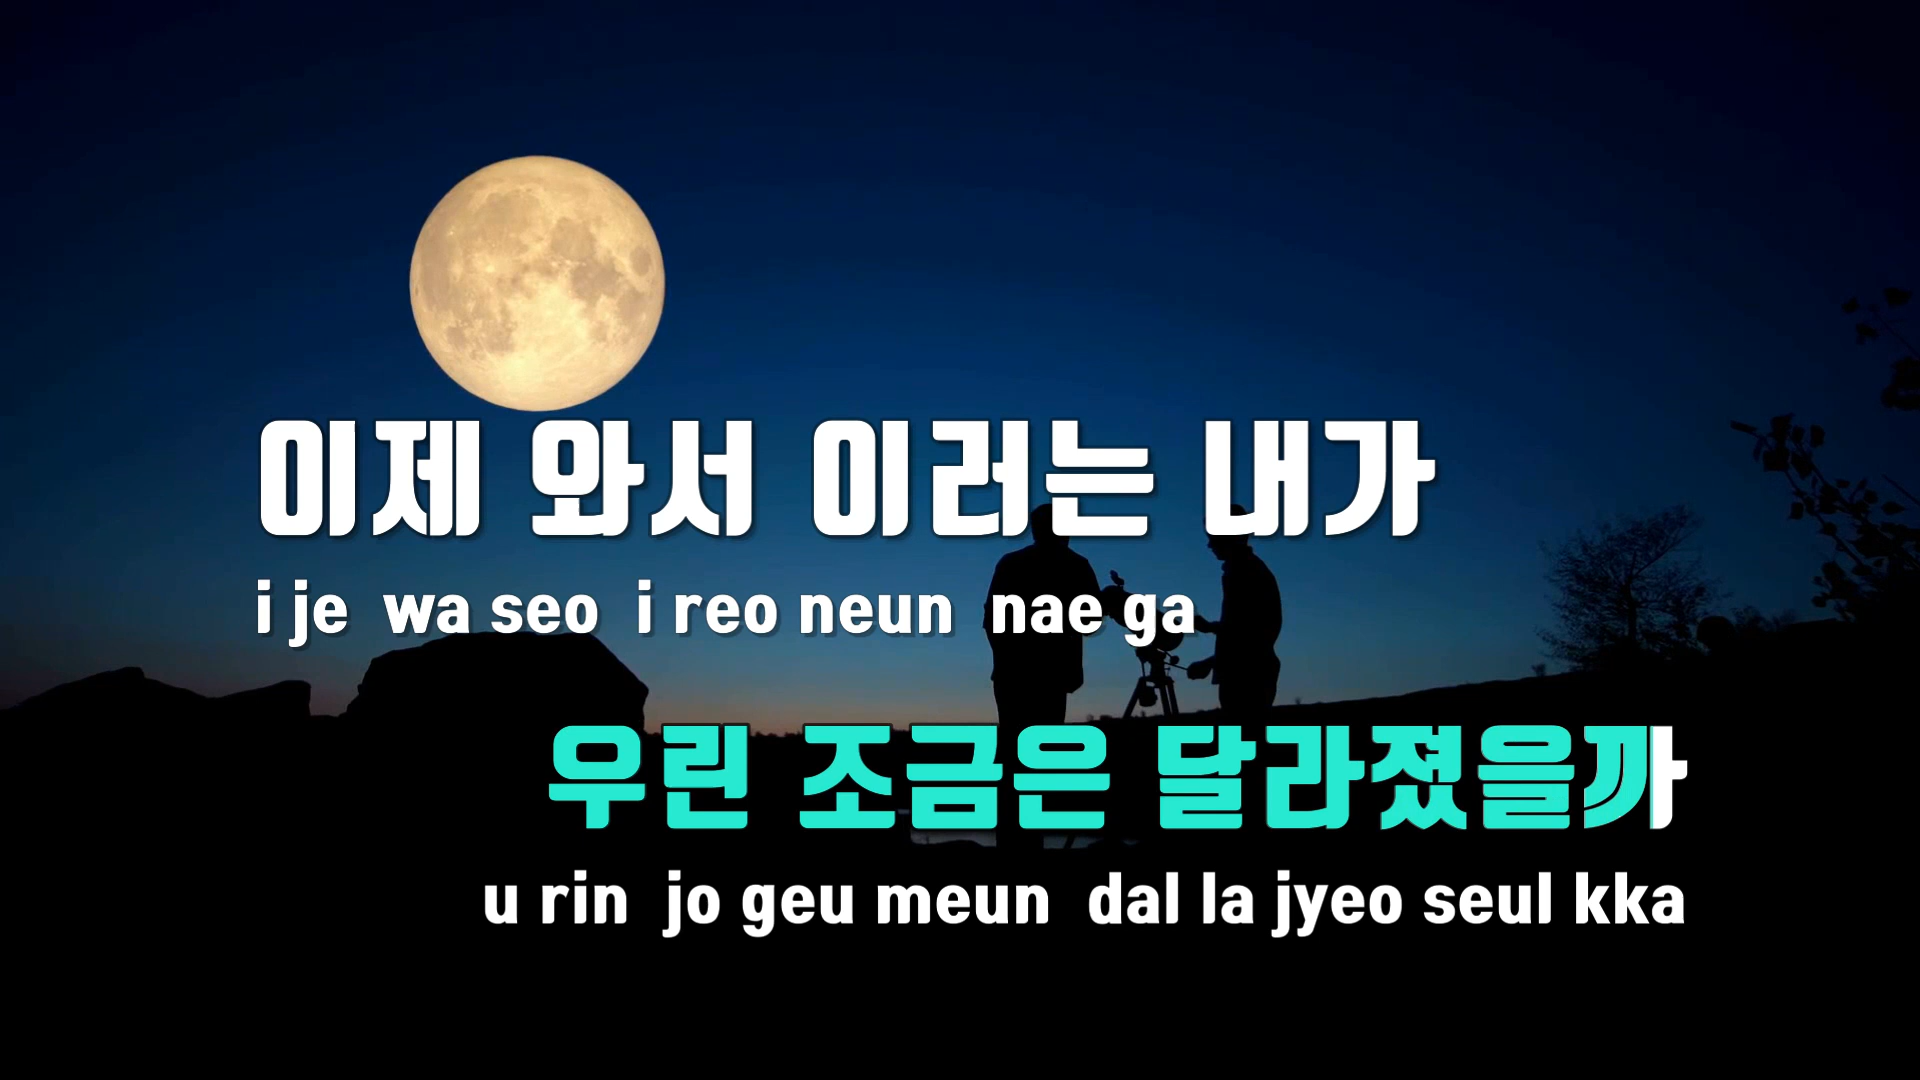 이제 와서 이러는 내가
i je wa seo i reo neun nae ga
우린 조금은 달라졌을까
u rin jo geu meun dal la jyeo seul kka